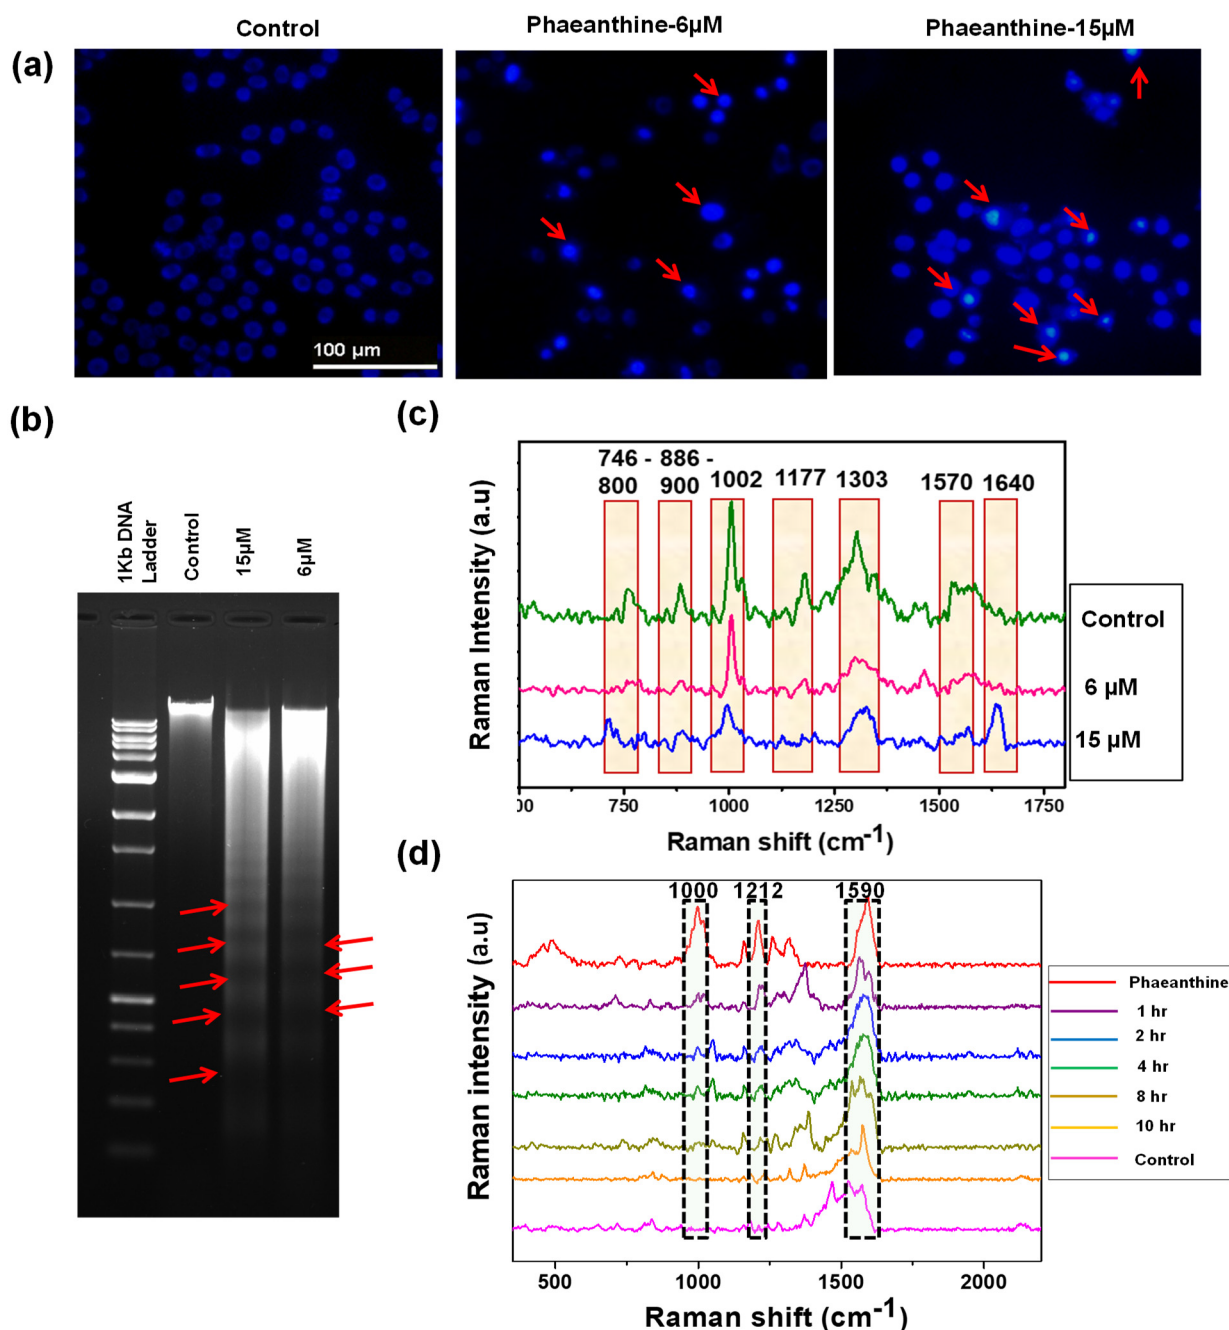 Control
Phaeanthine-6µM
Phaeanthine-15µM
(a)
100 µm
(b)
1Kb DNA
Ladder
Control
15µM
6µM
(c)
746 - 886 -
800 900 1002 1177 1303 1570 1640
Raman Intensity (a.u)
Control
6 µM
15 µM
00 750 1000 1250 1500 1750
Raman shift (cm⁻¹)
(d)
1000 1212 1590
Raman intensity (a.u)
Phaeanthine
1 hr
2 hr
4 hr
8 hr
10 hr
Control
500 1000 1500 2000
Raman shift (cm⁻¹)